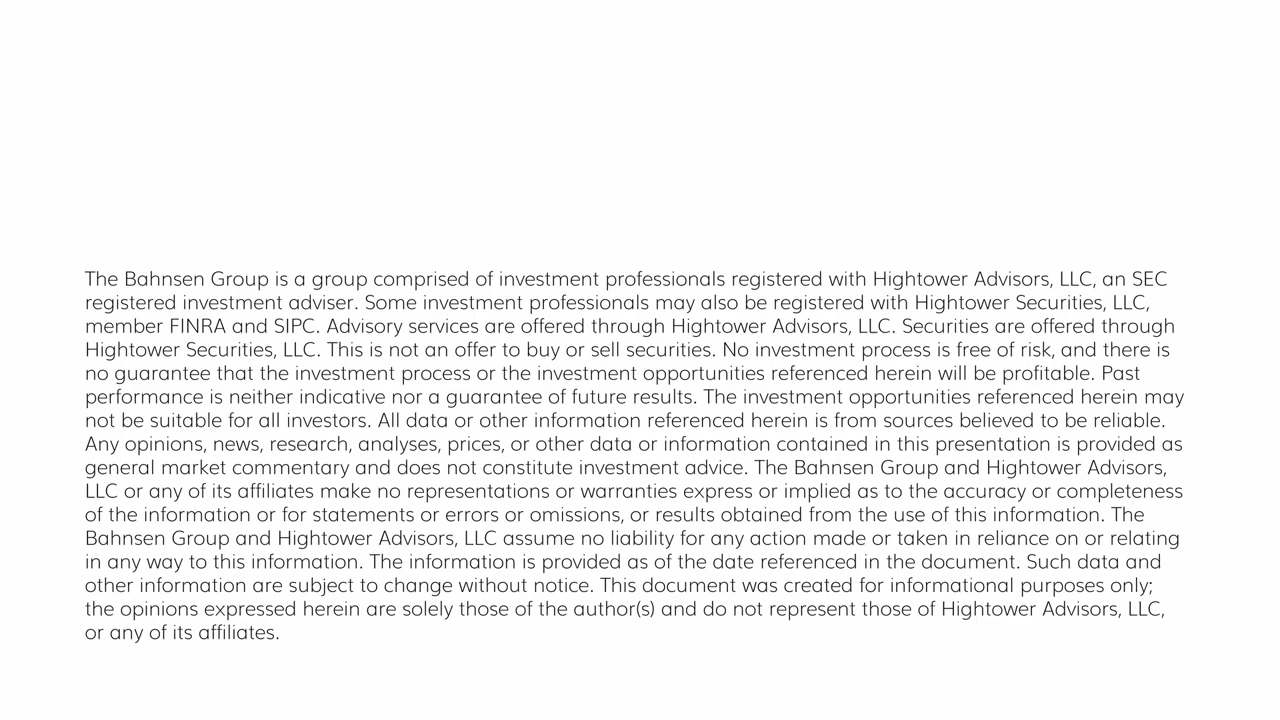 The Bahnsen Group is a group comprised of investment professionals registered with Hightower Advisors, LLC, an SEC
registered investment adviser. Some investment professionals may also be registered with Hightower Securities, LLC,
member FINRA and SIPC. Advisory services are offered through Hightower Advisors, LLC. Securities are offered through
Hightower Securities, LLC. This is not an offer to buy or sell securities. No investment process is free of risk, and there is
no guarantee that the investment process or the investment opportunities referenced herein will be profitable. Past
performance is neither indicative nor a guarantee of future results. The investment opportunities referenced herein may
not be suitable for all investors. All data or other information referenced herein is from sources believed to be reliable.
Any opinions, news, research, analyses, prices, or other data or information contained in this presentation is provided as
general market commentary and does not constitute investment advice. The Bahnsen Group and Hightower Advisors,
LLC or any of its affiliates make no representations or warranties express or implied as to the accuracy or completeness
of the information or for statements or errors or omissions, or results obtained from the use of this information. The
Bahnsen Group and Hightower Advisors, LLC assume no liability for any action made or taken in reliance on or relating
in any way to this information. The information is provided as of the date referenced in the document. Such data and
other information are subject to change without notice. This document was created for informational purposes only;
the opinions expressed herein are solely those of the author(s) and do not represent those of Hightower Advisors, LLC,
or any of its affiliates.